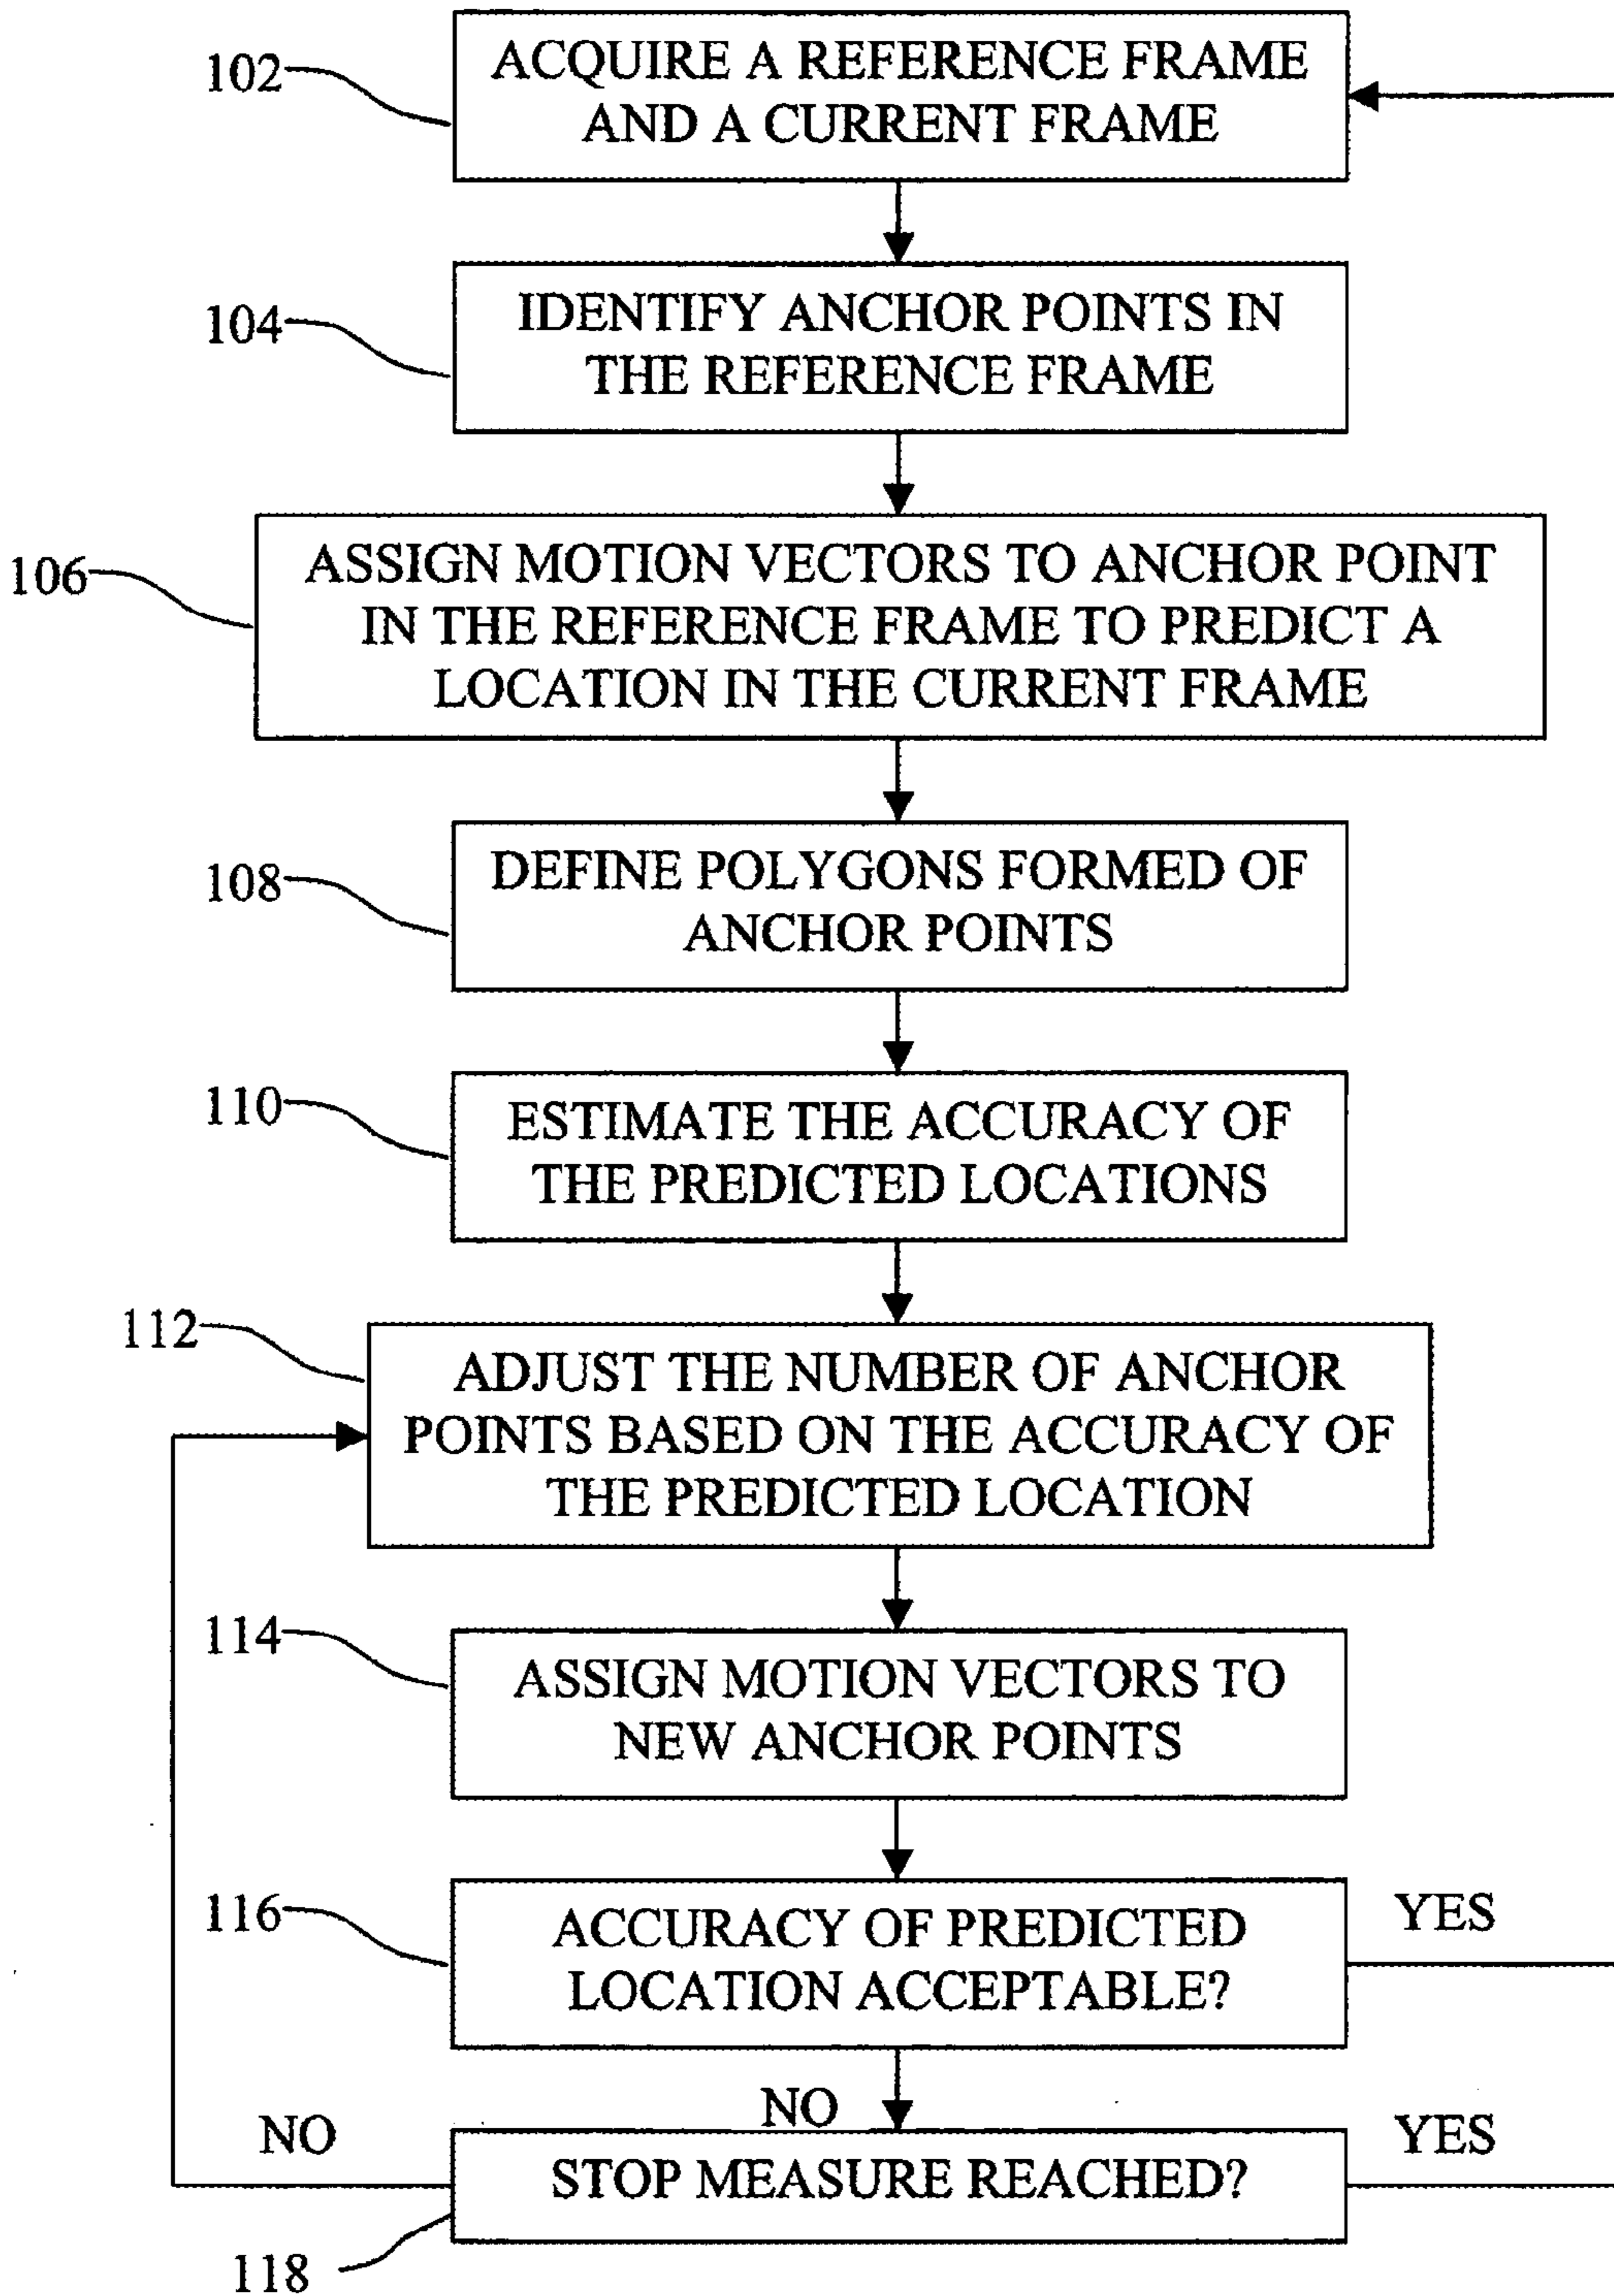 102
ACQUIRE A REFERENCE FRAME
AND A CURRENT FRAME
104
IDENTIFY ANCHOR POINTS IN
THE REFERENCE FRAME
106
ASSIGN MOTION VECTORS TO ANCHOR POINT
IN THE REFERENCE FRAME TO PREDICT A
LOCATION IN THE CURRENT FRAME
108
DEFINE POLYGONS FORMED OF
ANCHOR POINTS
110
ESTIMATE THE ACCURACY OF
THE PREDICTED LOCATIONS
112
ADJUST THE NUMBER OF ANCHOR
POINTS BASED ON THE ACCURACY OF
THE PREDICTED LOCATION
114
ASSIGN MOTION VECTORS TO
NEW ANCHOR POINTS
116
ACCURACY OF PREDICTED
LOCATION ACCEPTABLE?
YES
NO
NO
STOP MEASURE REACHED?
YES
118